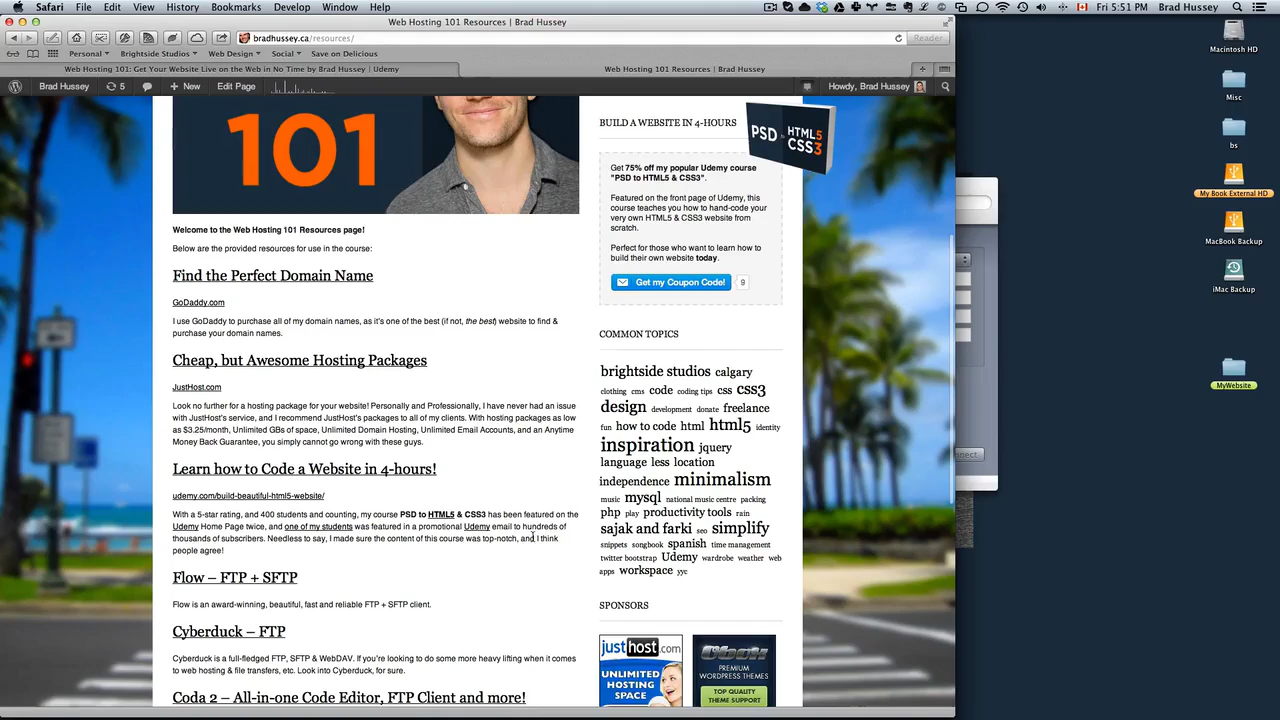 Safari File Edit View History Bookmarks Develop Window Help
Fri 5:51 PM Brad Hussey
Web Hosting 101 Resources | Brad Hussey
bradhussey.ca/resources/
Reader
Personal Brightside Studios Web Design Social Save on Delicious
Web Hosting 101: Get Your Website Live on the Web in No Time by Brad Hussey | Udemy
Web Hosting 101 Resources | Brad Hussey
Brad Hussey 5 + New Edit Page
Howdy, Brad Hussey
101
Welcome to the Web Hosting 101 Resources page!
Below are the provided resources for use in the course:
Find the Perfect Domain Name
GoDaddy.com
I use GoDaddy to purchase all of my domain names, as it's one of the best (if not, the best) website to find &
purchase your domain names.
Cheap, but Awesome Hosting Packages
JustHost.com
Look no further for a hosting package for your website! Personally and Professionally, I have never had an issue
with JustHost's service, and I recommend JustHost's packages to all of my clients. With hosting packages as low
as $3.25/month, Unlimited GBs of space, Unlimited Domain Hosting, Unlimited Email Accounts, and an Anytime
Money Back Guarantee, you simply cannot go wrong with these guys.
Learn how to Code a Website in 4-hours!
udemy.com/build-beautiful-html5-website/
With a 5-star rating, and 400 students and counting, my course PSD to HTML5 & CSS3 has been featured on the
Udemy Home Page twice, and one of my students was featured in a promotional Udemy email to hundreds of
thousands of subscribers. Needless to say, I made sure the content of this course was top-notch, and I think
people agree!
Flow – FTP + SFTP
Flow is an award-winning, beautiful, fast and reliable FTP + SFTP client.
Cyberduck – FTP
Cyberduck is a full-fledged FTP, SFTP & WebDAV. If you're looking to do some more heavy lifting when it comes
to web hosting & file transfers, etc. Look into Cyberduck, for sure.
Coda 2 – All-in-one Code Editor, FTP Client and more!
BUILD A WEBSITE IN 4-HOURS
PSD to HTML5
CSS3
Get 75% off my popular Udemy course
"PSD to HTML5 & CSS3".
Featured on the front page of Udemy, this
course teaches you how to hand-code your
very own HTML5 & CSS3 website from
scratch.
Perfect for those who want to learn how to
build their own website today.
Get my Coupon Code! 9
COMMON TOPICS
brightside studios calgary
clothing cms code coding tips css css3
design development donate freelance
fun how to code html html5 identity
inspiration jquery
language less location
independence minimalism
music mysql national music centre packing
php play productivity tools rain
sajak and farki seo simplify
snippets songbook spanish time management
twitter bootstrap Udemy wardrobe weather web
apps workspace yyc
SPONSORS
justhost.com
UNLIMITED
HOSTING
SPACE
PREMIUM
WORDPRESS
THEMES
TOP QUALITY
THEME SUPPORT
Macintosh HD
Misc
bs
My Book External HD
MacBook Backup
iMac Backup
MyWebsite